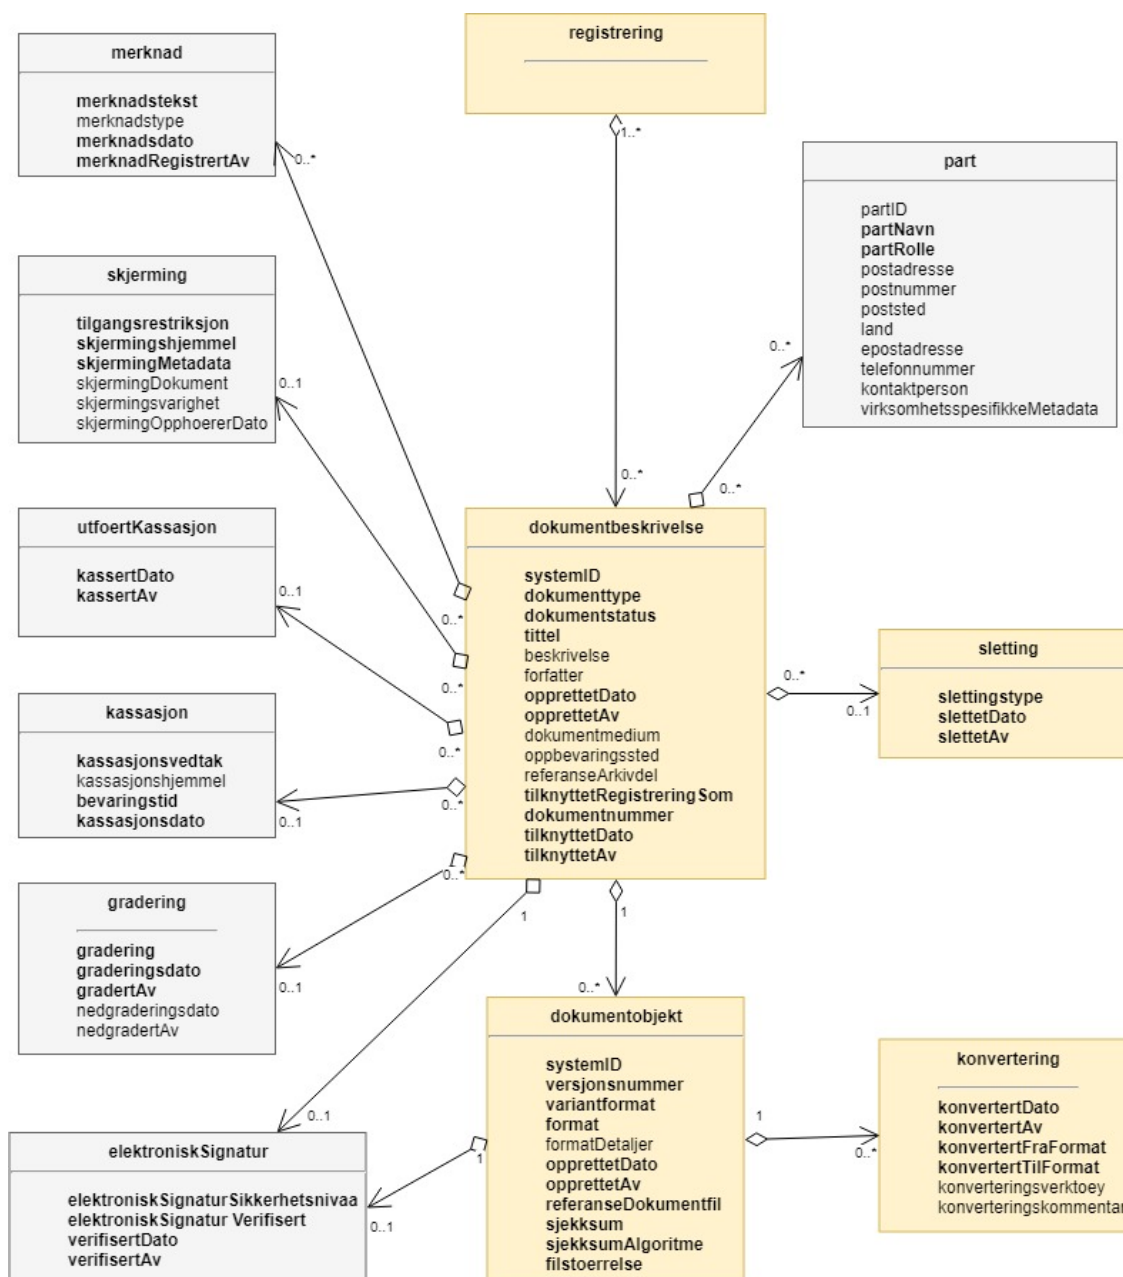 registrering
1..*
merknad
merknadstekst
merknadstype
merknadsdato
merknadRegistrertAv
0..*
part
partID
partNavn
partRolle
postadresse
postnummer
poststed
land
epostadresse
telefonnummer
kontaktperson
virksomhetsspesifikkeMetadata
0..*
0..*
skjerming
tilgangsrestriksjon
skjermingshjemmel
skjermingMetadata
skjermingDokument
skjermingsvarighet
skjermingOpphoererDato
0..1
0..*
utfoertKassasjon
kassertDato
kassertAv
0..1
dokumentbeskrivelse
systemID
dokumenttype
dokumentstatus
tittel
beskrivelse
forfatter
opprettetDato
opprettetAv
dokumentmedium
oppbevaringssted
referanseArkivdel
tilknyttetRegistreringSom
dokumentnummer
tilknyttetDato
tilknyttetAv
0..*
0..*
0..*
0..*
0..*
1
1
sletting
slettingstype
slettetDato
slettetAv
0..*
0..1
kassasjon
kassasjonsvedtak
kassasjonshjemmel
bevaringstid
kassasjonsdato
0..1
gradering
gradering
graderingsdato
gradertAv
nedgraderingsdato
nedgradertAv
0..1
0..*
dokumentobjekt
systemID
versjonsnummer
variantformat
format
formatDetaljer
opprettetDato
opprettetAv
referanseDokumentfil
sjekksum
sjekksumAlgoritme
filstoerrelse
konvertering
konvertertDato
konvertertAv
konvertertFraFormat
konvertertTilFormat
konverteringsverktoey
konverteringskommentar
1
0..*
0..1
elektroniskSignatur
elektroniskSignaturSikkerhetsnivaa
elektroniskSignatur Verifisert
verifisertDato
verifisertAv
1
0..1